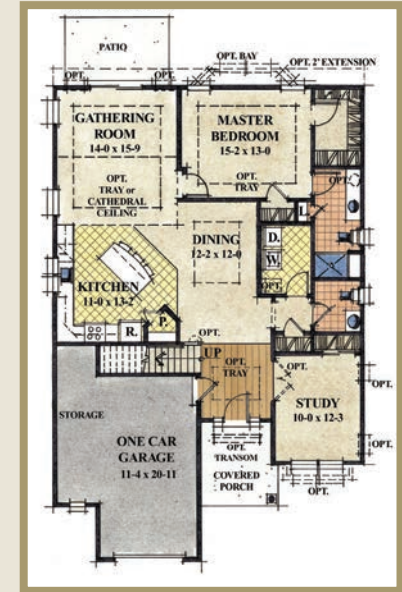 PATIO
OPT. BAY
OPT. 2' EXTENSION
OPT.
OPT.
OPT.
GATHERING
ROOM
14-0 x 15-9
MASTER
BEDROOM
15-2 x 13-0
OPT.
TRAY
OPT.
TRAY or
CATHEDRAL
CEILING
OPT.
L.
DINING
12-2 x 12-0
D.
W.
OPT.
KITCHEN
11-0 x 13-2
R.
P.
OPT.
UP
OPT.
TRAY
OPT.
OPT.
STUDY
10-0 x 12-3
OPT.
OPT.
STORAGE
ONE CAR
GARAGE
11-4 x 20-11
OPT.
TRANSOM
COVERED
PORCH